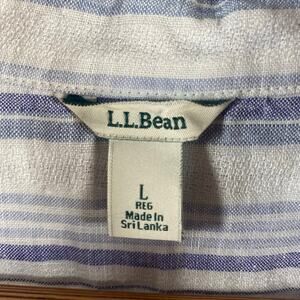 L.L.Bean
L
REG
Made In
Sri Lanka